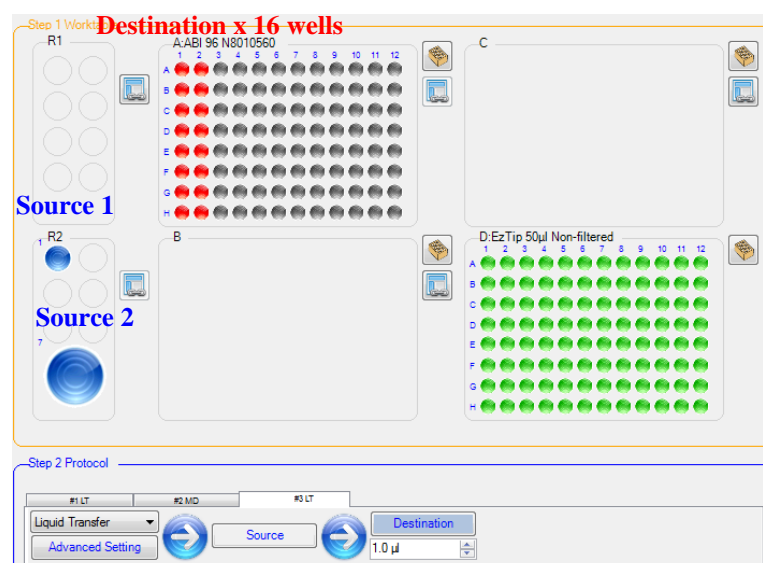 Step 1 Workta
Destination x 16 wells
R1
A:ABI 96 N8010560
1 2 3 4 5 6 7 8 9 10 11 12
A
B
C
D
E
F
G
H
C
Source 1
R2
1
7
Source 2
B
D:EzTip 50µl Non-filtered
1 2 3 4 5 6 7 8 9 10 11 12
A
B
C
D
E
F
G
H
Step 2 Protocol
#1 LT #2 MD #3 LT
Liquid Transfer Source Destination
Advanced Setting 1.0 µl